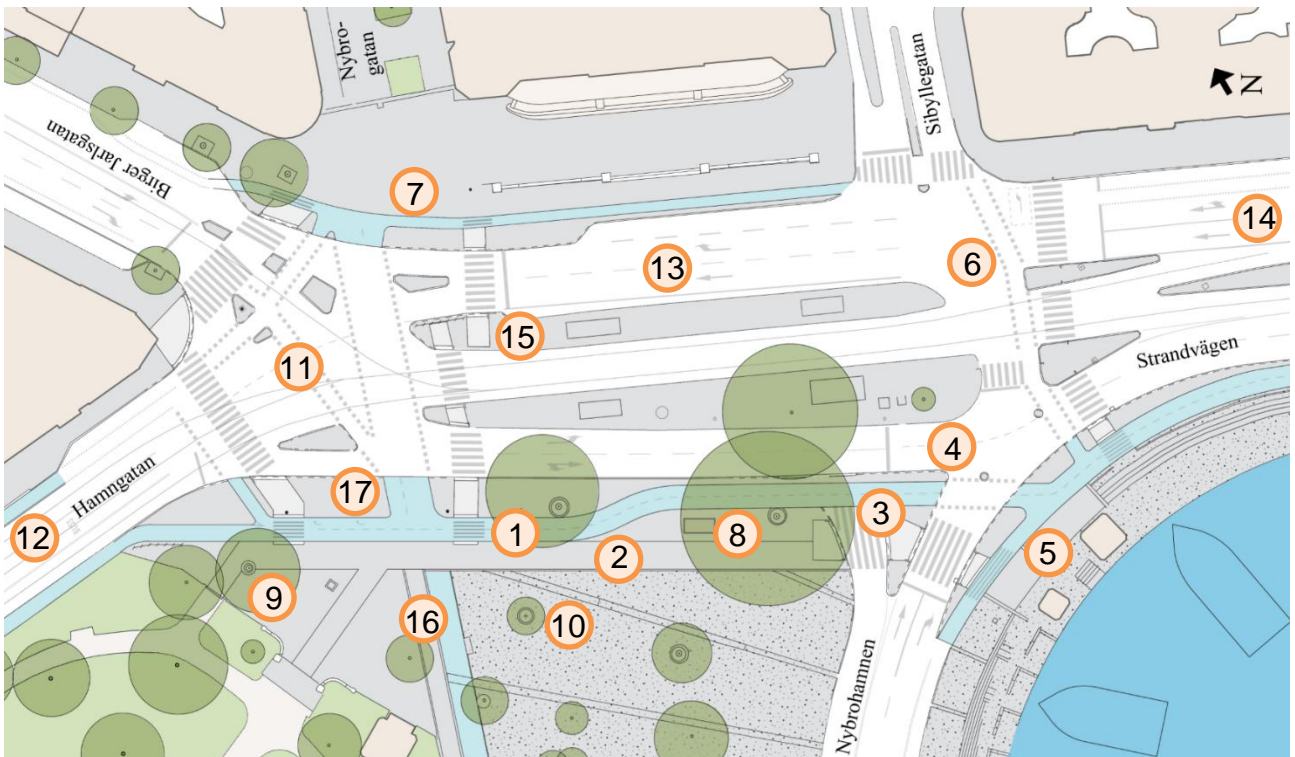 Nybro-
gatan
Sibyllegatan
N
Birger Jarlsgatan
7
14
6
13
15
Strandvägen
11
4
17
Hamngatan
12
1
3
8
2
5
9
16
10
Nybrohamnen